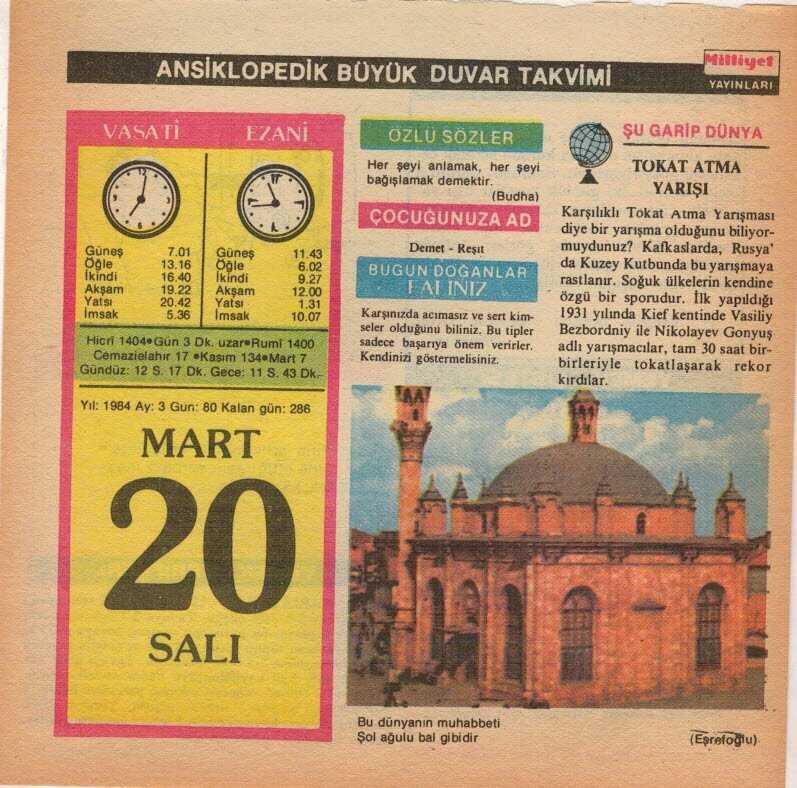 ANSİKLOPEDİK BÜYÜK DUVAR TAKVİMİ
Milliyet
YAYINLARI
VASATİ EZANİ
Güneş 7.01 Güneş 11.43
Öğle 13.16 Öğle 6.02
İkindi 16.40 İkindi 9.27
Akşam 19.22 Akşam 12.00
Yatsı 20.42 Yatsı 1.31
İmsak 5.36 İmsak 10.07
Hicrî 1404•Gün 3 Dk. uzar•Rumî 1400
Cemazielahir 17 •Kasım 134•Mart 7
Gündüz: 12 S. 17 Dk. Gece: 11 S. 43 Dk.
Yıl: 1984 Ay: 3 Gun: 80 Kalan gün: 286
MART
20
SALI
ÖZLÜ SÖZLER
Her şeyi anlamak, her şeyi
bağışlamak demektir.
(Budha)
ÇOCUĞUNUZA AD
Demet - Reşit
BUGÜN DOĞANLAR
FALINIZ
Karşınızda acımasız ve sert kim-
seler olduğunu biliniz. Bu tipler
sadece başarıya önem verirler.
Kendinizi göstermelisiniz.
ŞU GARİP DÜNYA
TOKAT ATMA
YARIŞI
Karşılıklı Tokat Atma Yarışması
diye bir yarışma olduğunu biliyor-
muydunuz? Kafkaslarda, Rusya'
da Kuzey Kutbunda bu yarışmaya
rastlanır. Soğuk ülkelerin kendine
özgü bir sporudur. İlk yapıldığı
1931 yılında Kief kentinde Vasiliy
Bezbordniy ile Nikolayev Gonyuş
adlı yarışmacılar, tam 30 saat bir-
birleriyle tokatlaşarak rekor
kırdılar.
Bu dünyanın muhabbeti
Şol ağulu bal gibidir
(Eşrefoğlu)